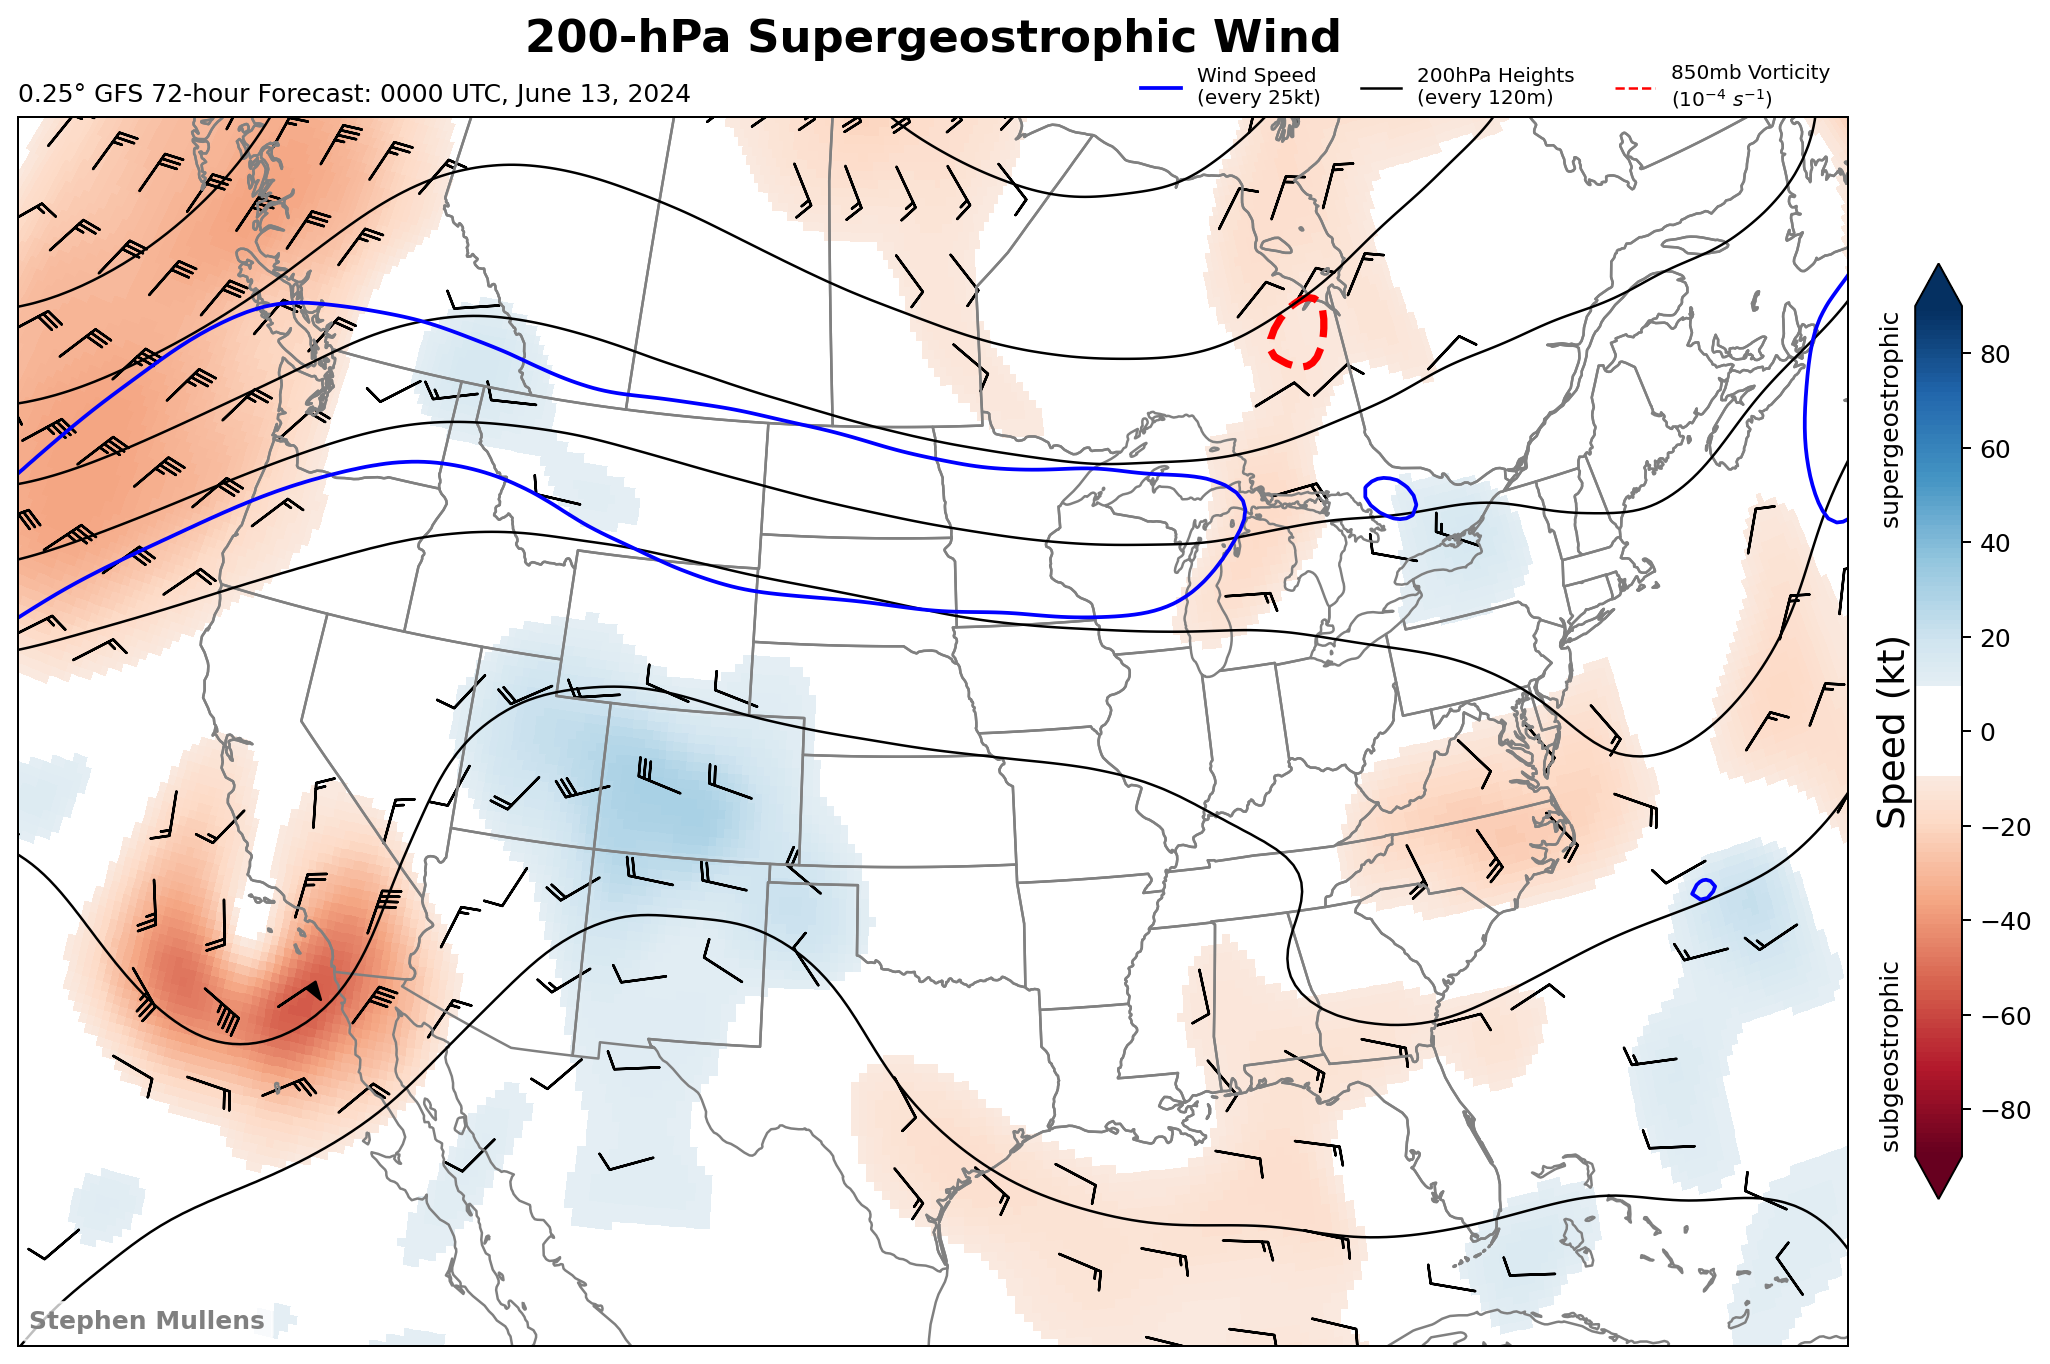 200-hPa Supergeostrophic Wind
0.25° GFS 72-hour Forecast: 0000 UTC, June 13, 2024
Wind Speed
(every 25kt)
200hPa Heights
(every 120m)
850mb Vorticity
(10⁻⁴ s⁻¹)
supergeostrophic
Speed (kt)
subgeostrophic
80
60
40
20
0
−20
−40
−60
−80
Stephen Mullens